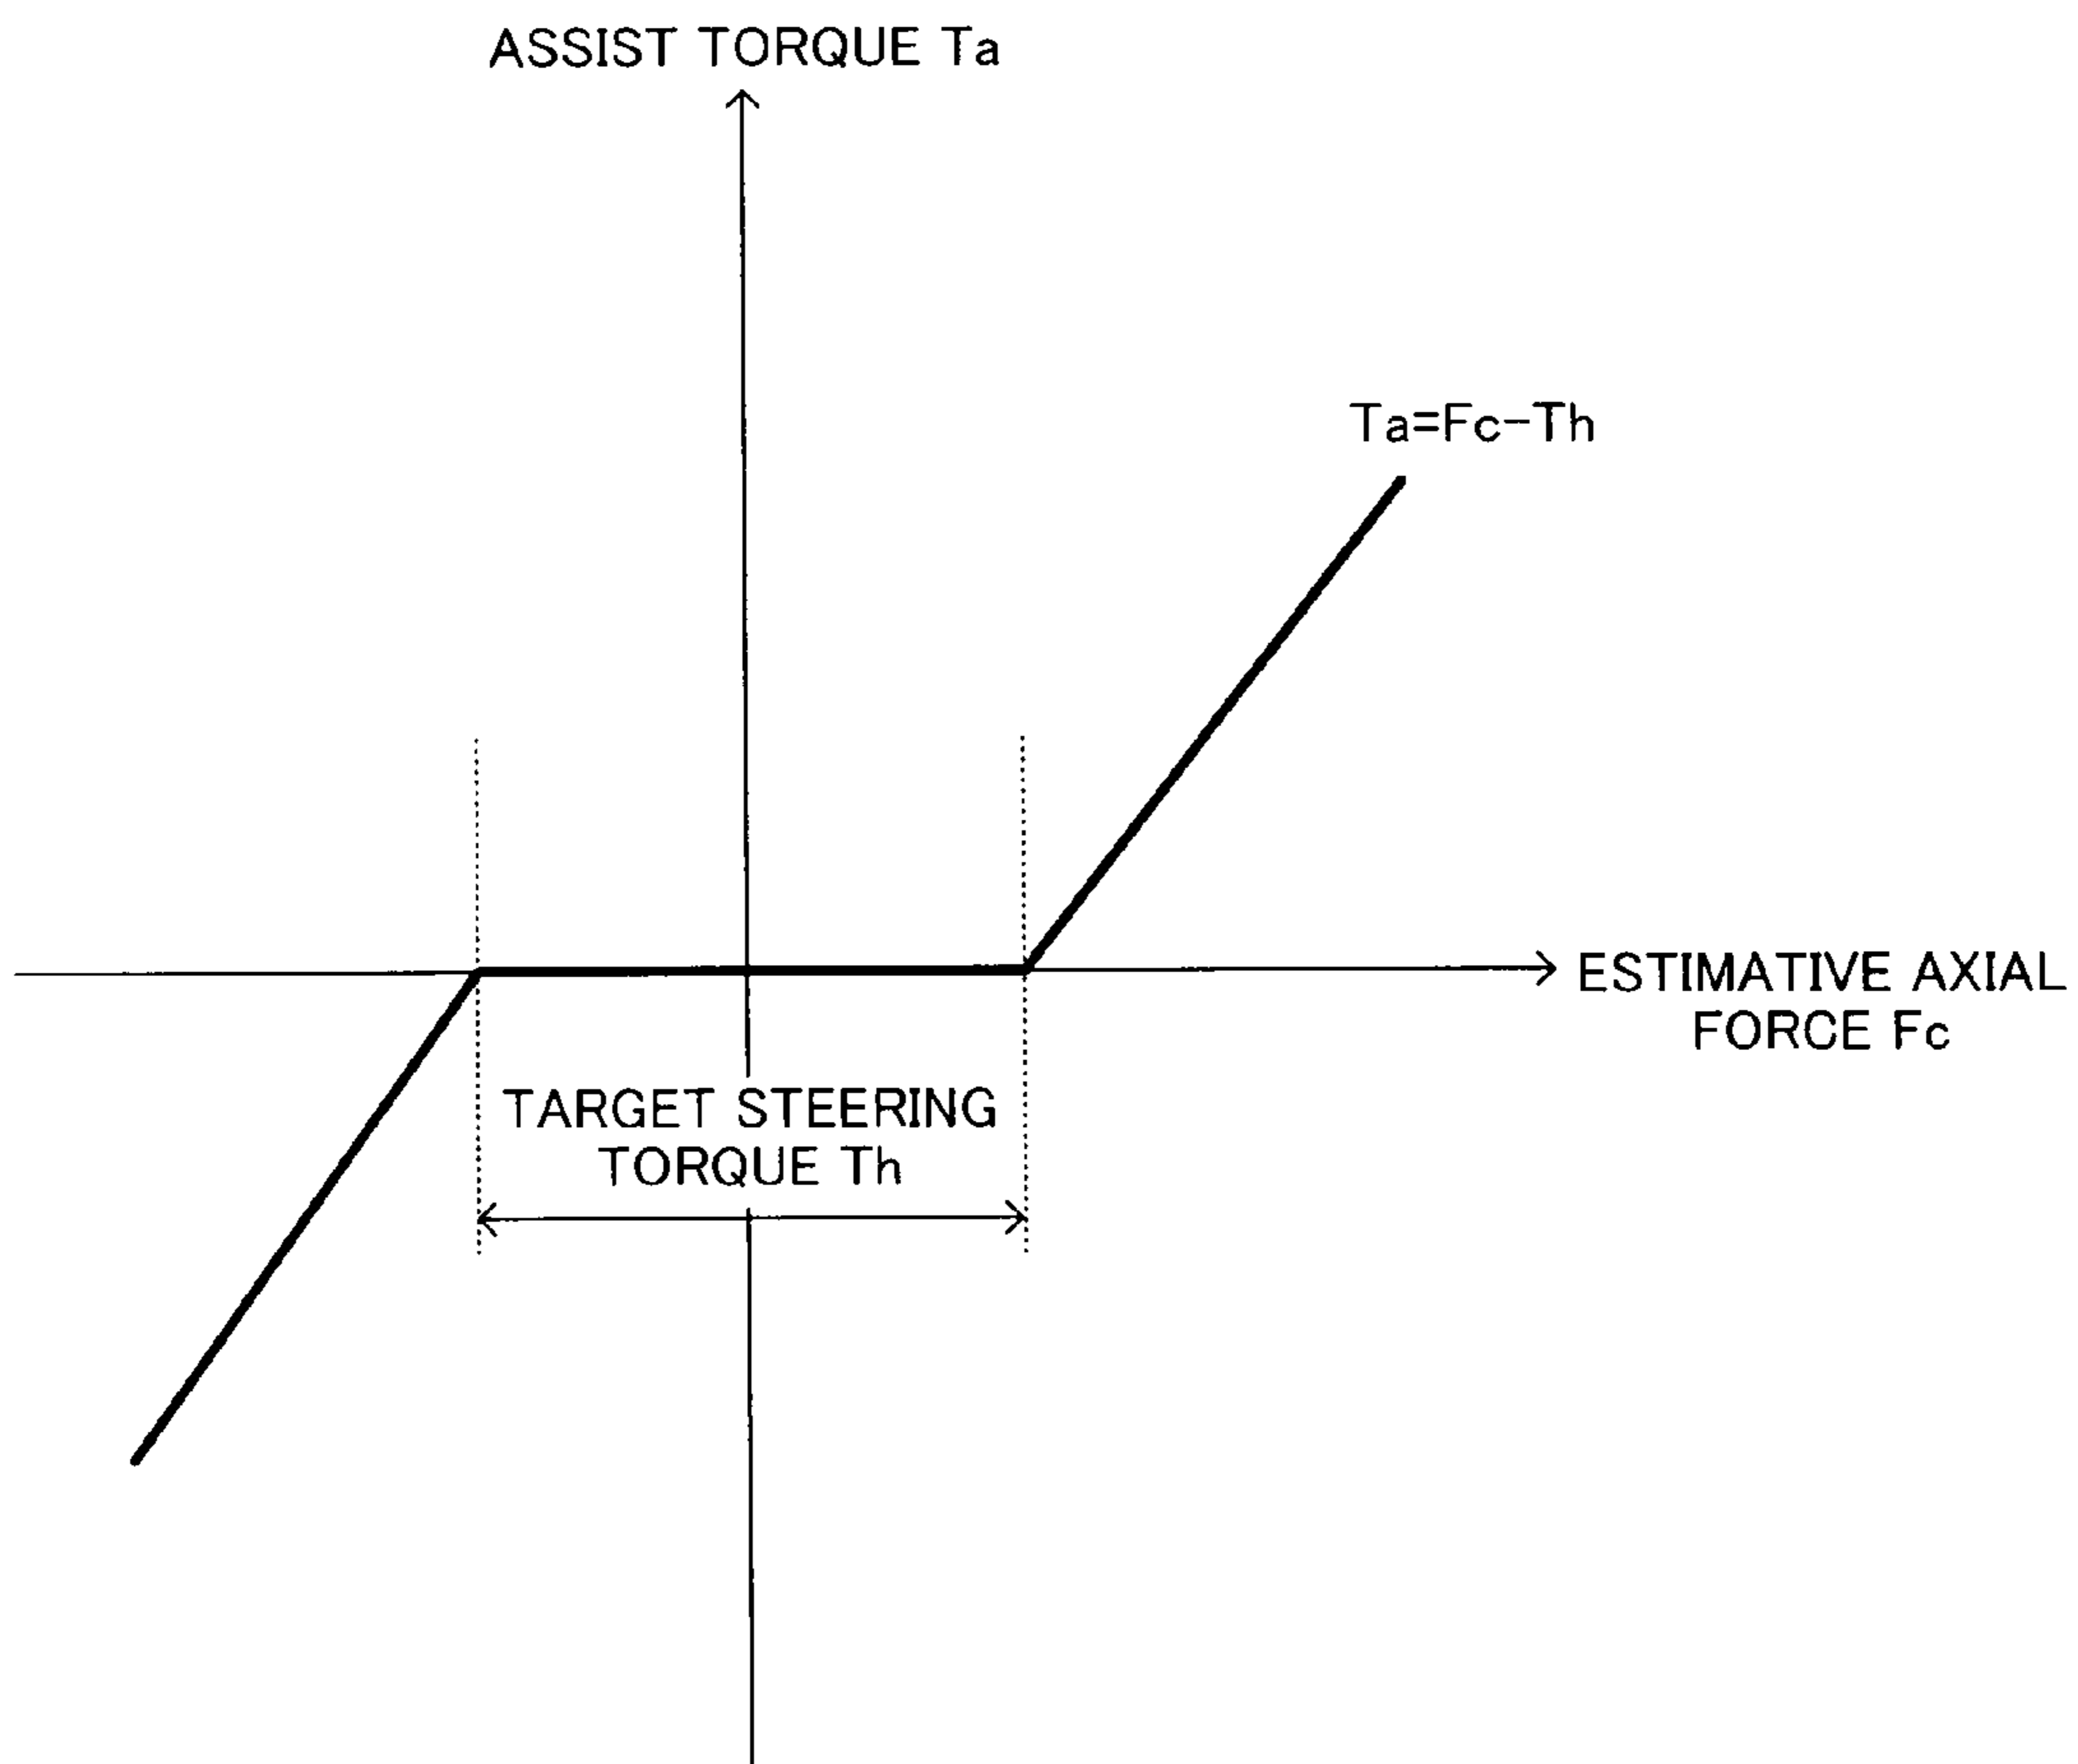 ASSIST TORQUE Ta
Ta=Fc-Th
ESTIMATIVE AXIAL
FORCE Fc
TARGET STEERING
TORQUE Th